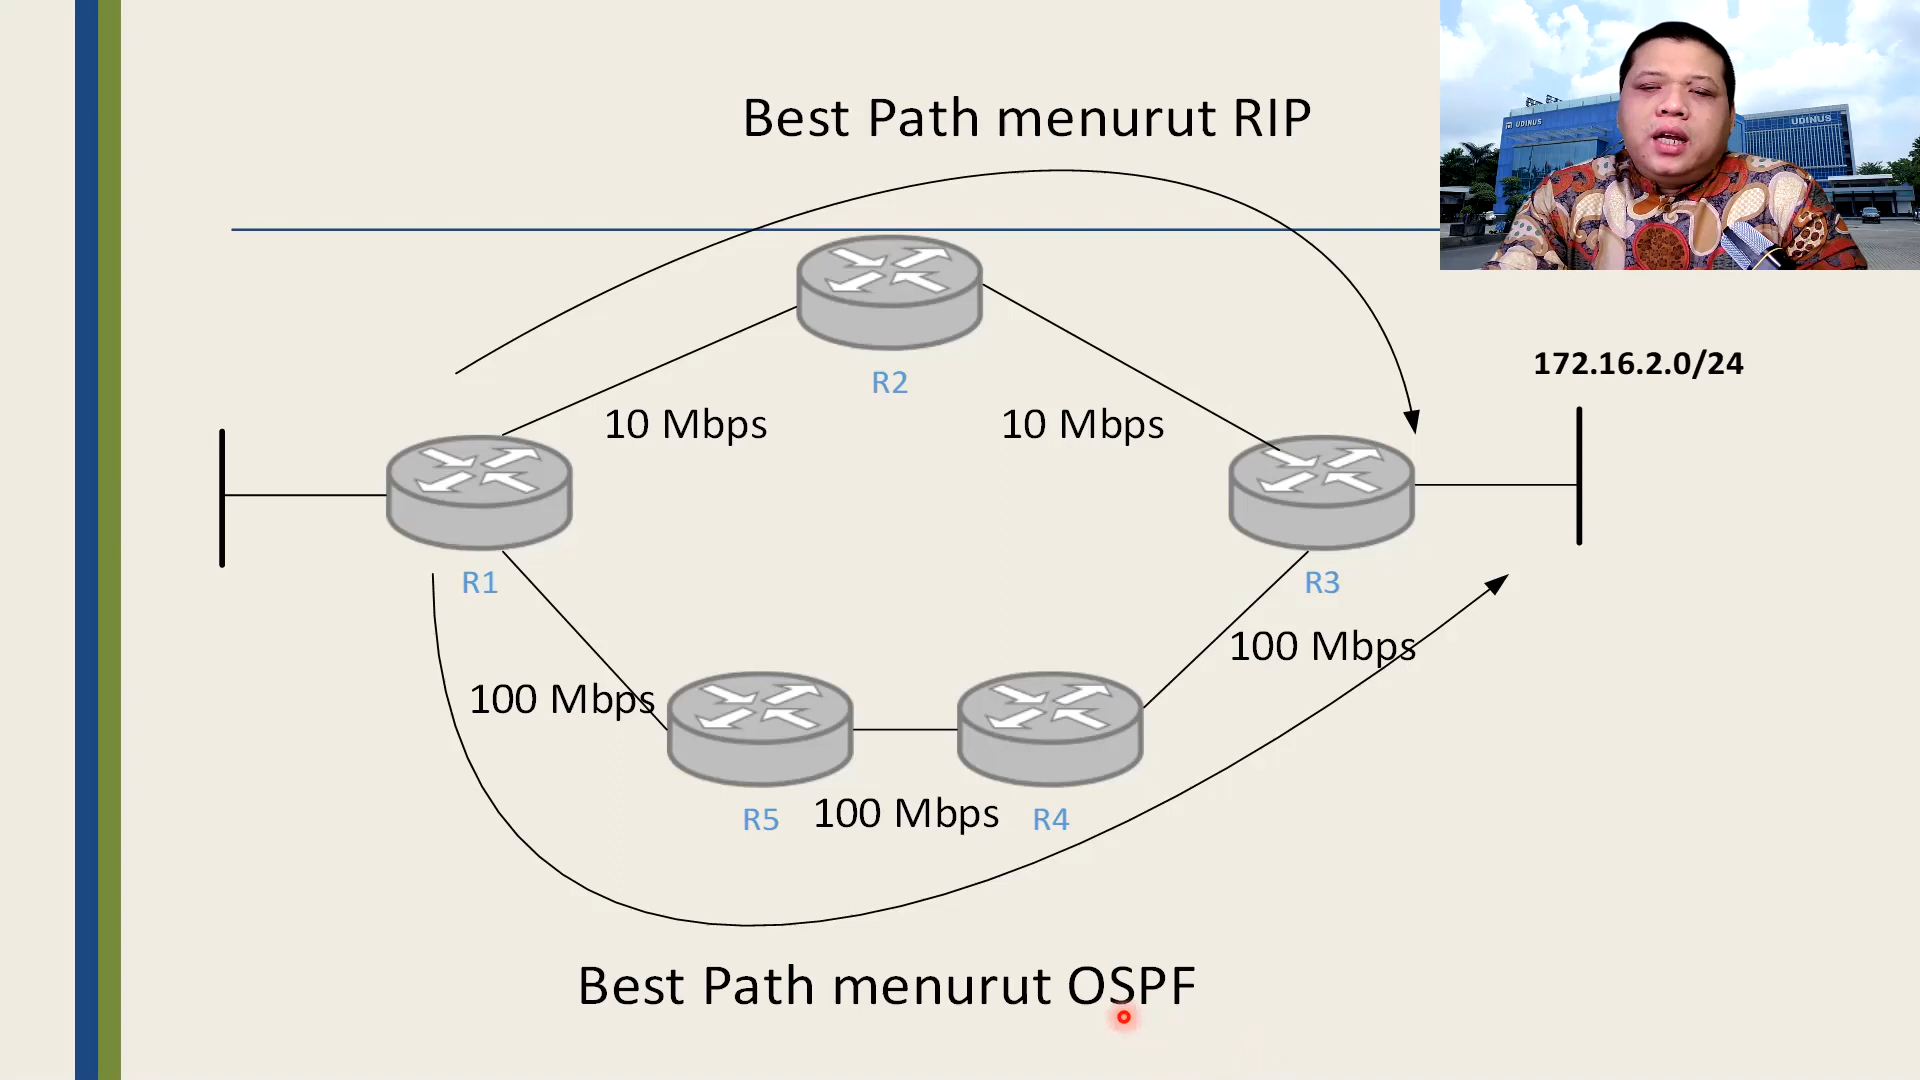 Best Path menurut RIP
UDINUS
UDINUS
172.16.2.0/24
R2
10 Mbps
10 Mbps
R1
R3
100 Mbps
100 Mbps
R5
100 Mbps
R4
Best Path menurut OSPF